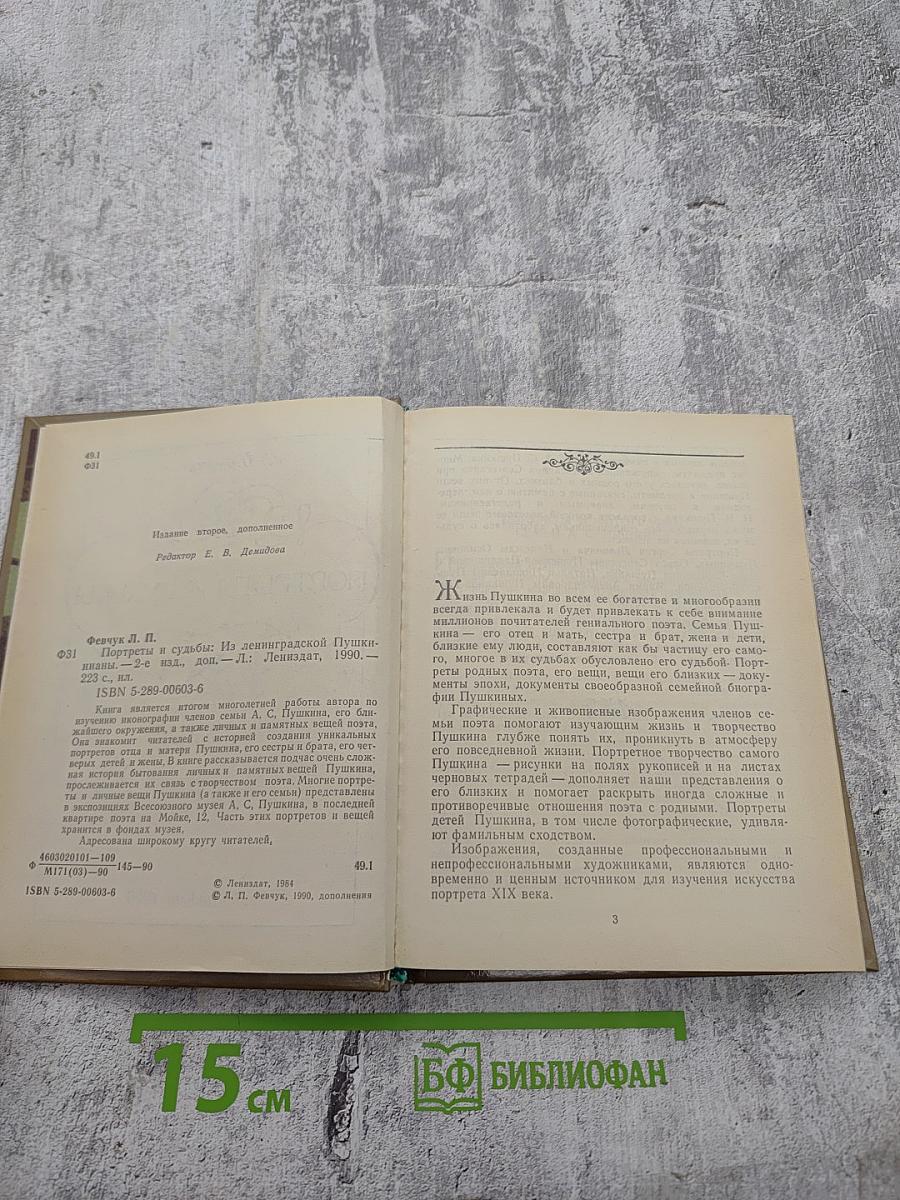 49.1
Ф31
Издание второе, дополненное
Редактор Е. В. Демидова
Февчук Л. П.
Ф31 Портреты и судьбы: Из ленинградской Пушки-
нианы. — 2-е изд., доп. — Л.: Лениздат, 1990. —
223 с., ил.
ISBN 5-289-00603-6
Книга является итогом многолетней работы автора по
изучению иконографии членов семьи А. С. Пушкина, его бли-
жайшего окружения, а также личных и памятных вещей поэта.
Она знакомит читателей с историей создания уникальных
портретов отца и матери Пушкина, его сестры и брата, его чет-
верых детей и жены. В книге рассказывается подчас очень слож-
ная история бытования личных и памятных вещей Пушкина,
прослеживается их связь с творчеством поэта. Многие портре-
ты и личные вещи Пушкина (а также и его семьи) представлены
в экспозициях Всесоюзного музея А. С. Пушкина, в последней
квартире поэта на Мойке, 12. Часть этих портретов и вещей
хранится в фондах музея.
Адресована широкому кругу читателей.
Ф 4603020101—109
М171(03)—90 145—90 49.1
ISBN 5-289-00603-6
© Лениздат, 1984
© Л. П. Февчук, 1990, дополнения
Жизнь Пушкина во всем ее богатстве и многообразии
всегда привлекала и будет привлекать к себе внимание
миллионов почитателей гениального поэта. Семья Пуш-
кина — его отец и мать, сестра и брат, жена и дети,
близкие ему люди, составляют как бы частицу его само-
го, многое в их судьбах обусловлено его судьбой. Порт-
реты родных поэта, его вещи, вещи его близких — доку-
менты эпохи, документы своеобразной семейной биогра-
фии Пушкиных.
Графические и живописные изображения членов се-
мьи поэта помогают изучающим жизнь и творчество
Пушкина глубже понять их, проникнуть в атмосферу
его повседневной жизни. Портретное творчество самого
Пушкина — рисунки на полях рукописей и на листах
черновых тетрадей — дополняет наши представления о
его близких и помогает раскрыть иногда сложные и
противоречивые отношения поэта с родными. Портреты
детей Пушкина, в том числе фотографические, удивля-
ют фамильным сходством.
Изображения, созданные профессиональными и
непрофессиональными художниками, являются одно-
временно и ценным источником для изучения искусства
портрета XIX века.
3
15 см
БФ БИБЛИОФАН